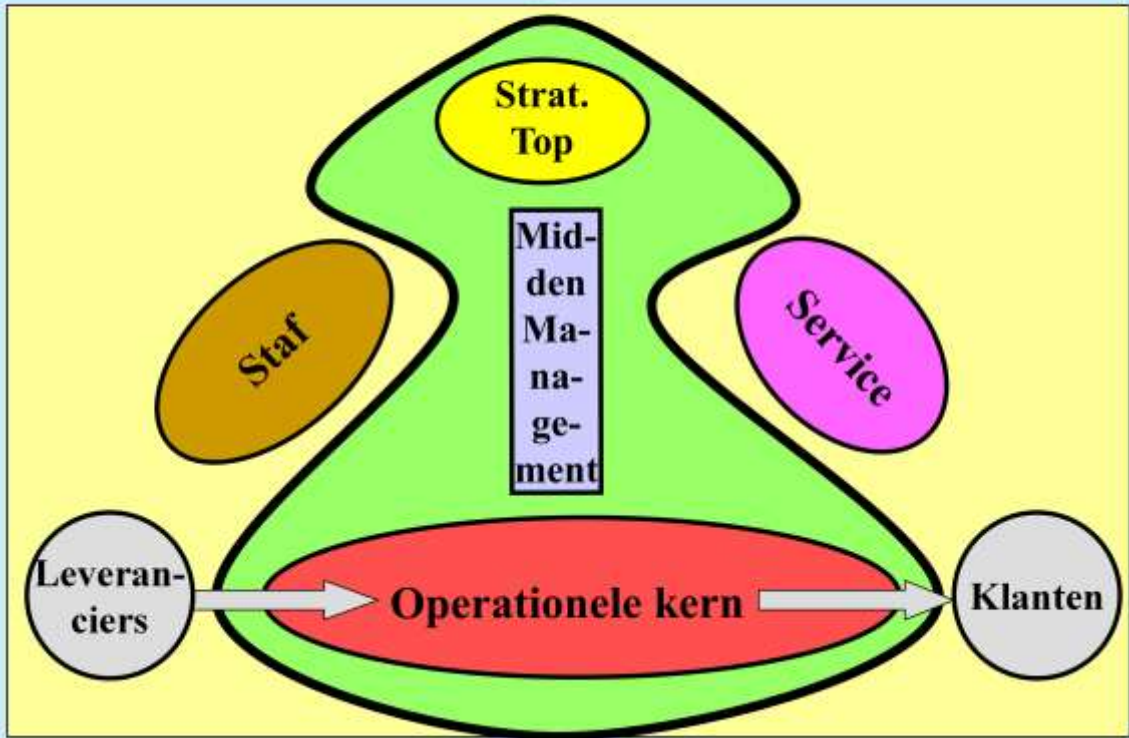 Strat.
Top
Mid-
den
Ma-
na-
ge-
ment
Staf
Service
Leveran-
ciers
Operationele kern
Klanten